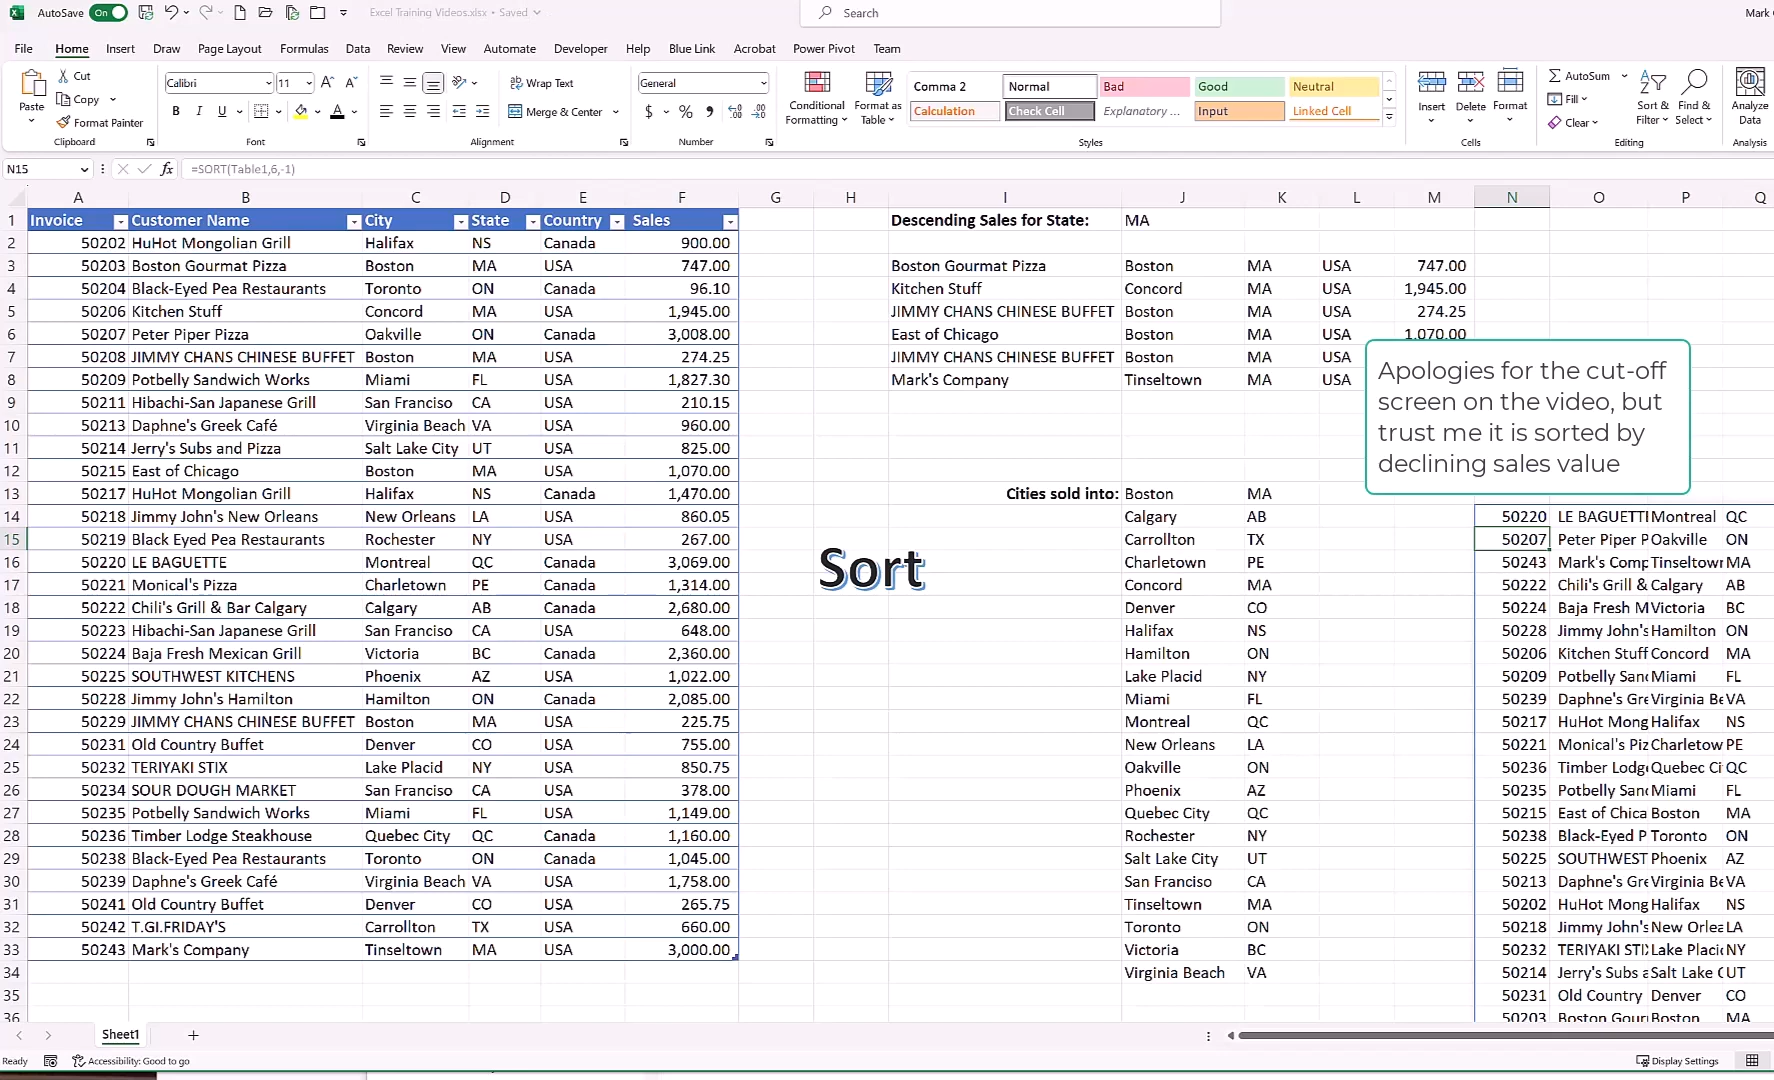 AutoSave On Excel Training Videos.xlsx • Saved Search Mark
File Home Insert Draw Page Layout Formulas Data Review View Automate Developer Help Blue Link Acrobat Power Pivot Team
Paste Cut Copy Format Painter Clipboard
Calibri 11 B I U Font
Wrap Text Merge & Center Alignment
General $ % Number
Conditional Formatting Format as Table
Comma 2 Normal Bad Good Neutral
Calculation Check Cell Explanatory ... Input Linked Cell
Styles
Insert Delete Format Cells
AutoSum Fill Clear Sort & Filter Find & Select Editing
Analyze Data Analysis
N15 fx =SORT(Table1,6,-1)
A B C D E F G H I J K L M N O P Q
1 Invoice Customer Name City State Country Sales Descending Sales for State: MA
2 50202 HuHot Mongolian Grill Halifax NS Canada 900.00
3 50203 Boston Gourmat Pizza Boston MA USA 747.00 Boston Gourmat Pizza Boston MA USA 747.00
4 50204 Black-Eyed Pea Restaurants Toronto ON Canada 96.10 Kitchen Stuff Concord MA USA 1,945.00
5 50206 Kitchen Stuff Concord MA USA 1,945.00 JIMMY CHANS CHINESE BUFFET Boston MA USA 274.25
6 50207 Peter Piper Pizza Oakville ON Canada 3,008.00 East of Chicago Boston MA USA 1,070.00
7 50208 JIMMY CHANS CHINESE BUFFET Boston MA USA 274.25 JIMMY CHANS CHINESE BUFFET Boston MA USA
8 50209 Potbelly Sandwich Works Miami FL USA 1,827.30 Mark's Company Tinseltown MA USA
Apologies for the cut-off
screen on the video, but
trust me it is sorted by
declining sales value
9 50211 Hibachi-San Japanese Grill San Franciso CA USA 210.15
10 50213 Daphne's Greek Café Virginia Beach VA USA 960.00
11 50214 Jerry's Subs and Pizza Salt Lake City UT USA 825.00
12 50215 East of Chicago Boston MA USA 1,070.00
13 50217 HuHot Mongolian Grill Halifax NS Canada 1,470.00 Cities sold into: Boston MA
14 50218 Jimmy John's New Orleans New Orleans LA USA 860.05 Calgary AB 50220 LE BAGUETTI Montreal QC
15 50219 Black Eyed Pea Restaurants Rochester NY USA 267.00 Carrollton TX 50207 Peter Piper P Oakville ON
16 50220 LE BAGUETTE Montreal QC Canada 3,069.00 Charletown PE 50243 Mark's Comp Tinseltown MA
Sort
17 50221 Monical's Pizza Charletown PE Canada 1,314.00 Concord MA 50222 Chili's Grill & Calgary AB
18 50222 Chili's Grill & Bar Calgary Calgary AB Canada 2,680.00 Denver CO 50224 Baja Fresh M Victoria BC
19 50223 Hibachi-San Japanese Grill San Franciso CA USA 648.00 Halifax NS 50228 Jimmy John's Hamilton ON
20 50224 Baja Fresh Mexican Grill Victoria BC Canada 2,360.00 Hamilton ON 50206 Kitchen Stuff Concord MA
21 50225 SOUTHWEST KITCHENS Phoenix AZ USA 1,022.00 Lake Placid NY 50209 Potbelly San Miami FL
22 50228 Jimmy John's Hamilton Hamilton ON Canada 2,085.00 Miami FL 50239 Daphne's Gre Virginia Be VA
23 50229 JIMMY CHANS CHINESE BUFFET Boston MA USA 225.75 Montreal QC 50217 HuHot Mong Halifax NS
24 50231 Old Country Buffet Denver CO USA 755.00 New Orleans LA 50221 Monical's Piz Charletow PE
25 50232 TERIYAKI STIX Lake Placid NY USA 850.75 Oakville ON 50236 Timber Lodg Quebec Ci QC
26 50234 SOUR DOUGH MARKET San Franciso CA USA 378.00 Phoenix AZ 50235 Potbelly San Miami FL
27 50235 Potbelly Sandwich Works Miami FL USA 1,149.00 Quebec City QC 50215 East of Chica Boston MA
28 50236 Timber Lodge Steakhouse Quebec City QC Canada 1,160.00 Rochester NY 50238 Black-Eyed P Toronto ON
29 50238 Black-Eyed Pea Restaurants Toronto ON Canada 1,045.00 Salt Lake City UT 50225 SOUTHWEST Phoenix AZ
30 50239 Daphne's Greek Café Virginia Beach VA USA 1,758.00 San Franciso CA 50213 Daphne's Gre Virginia Be VA
31 50241 Old Country Buffet Denver CO USA 265.75 Tinseltown MA 50202 HuHot Mong Halifax NS
32 50242 T.GI.FRIDAY'S Carrollton TX USA 660.00 Toronto ON 50218 Jimmy John's New Orlea LA
33 50243 Mark's Company Tinseltown MA USA 3,000.00 Victoria BC 50232 TERIYAKI STI Lake Placi NY
34 Virginia Beach VA 50214 Jerry's Subs a Salt Lake C UT
35 50231 Old Country Denver CO
36 50203 Boston Gour Boston MA
Sheet1 +
Ready Accessibility: Good to go Display Settings